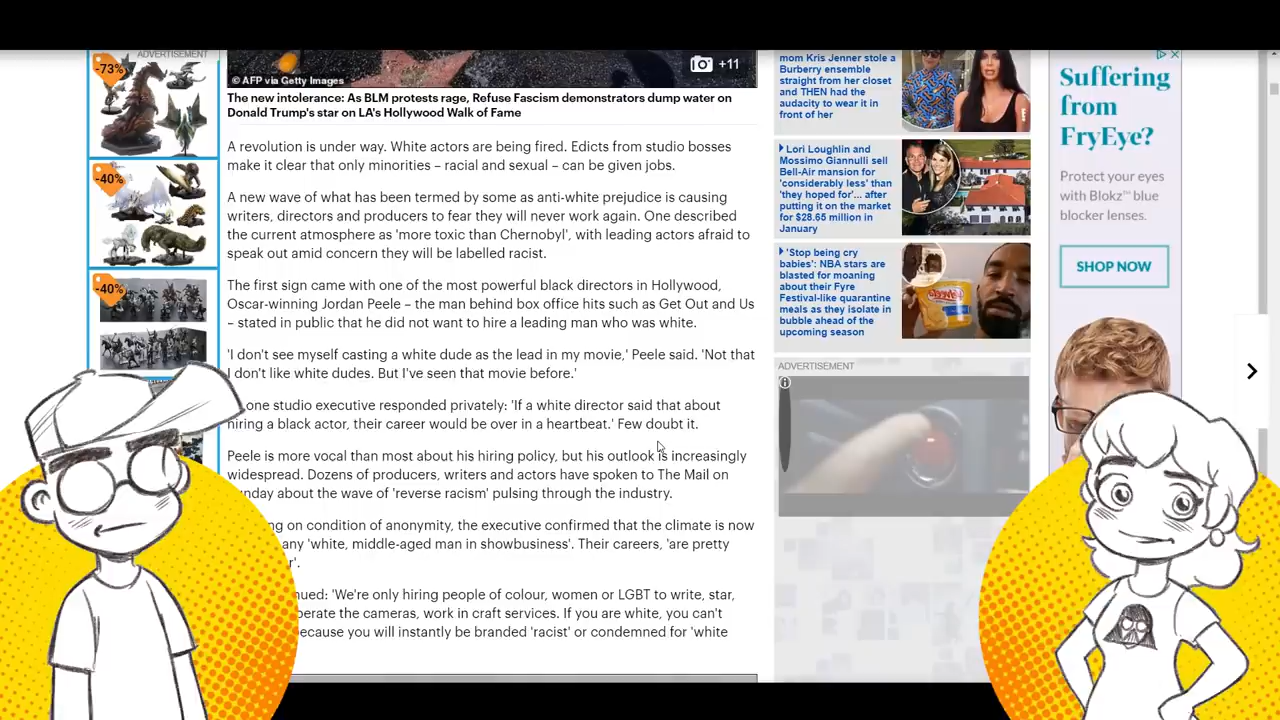 ADVERTISEMENT
-73%
-40%
-40%
© AFP via Getty Images
+11
The new intolerance: As BLM protests rage, Refuse Fascism demonstrators dump water on
Donald Trump's star on LA's Hollywood Walk of Fame
A revolution is under way. White actors are being fired. Edicts from studio bosses
make it clear that only minorities – racial and sexual – can be given jobs.
A new wave of what has been termed by some as anti-white prejudice is causing
writers, directors and producers to fear they will never work again. One described
the current atmosphere as 'more toxic than Chernobyl', with leading actors afraid to
speak out amid concern they will be labelled racist.
The first sign came with one of the most powerful black directors in Hollywood,
Oscar-winning Jordan Peele – the man behind box office hits such as Get Out and Us
– stated in public that he did not want to hire a leading man who was white.
'I don't see myself casting a white dude as the lead in my movie,' Peele said. 'Not that
I don't like white dudes. But I've seen that movie before.'
one studio executive responded privately: 'If a white director said that about
hiring a black actor, their career would be over in a heartbeat.' Few doubt it.
Peele is more vocal than most about his hiring policy, but his outlook is increasingly
widespread. Dozens of producers, writers and actors have spoken to The Mail on
unday about the wave of 'reverse racism' pulsing through the industry.
ng on condition of anonymity, the executive confirmed that the climate is now
any 'white, middle-aged man in showbusiness'. Their careers, 'are pretty
r'.
nued: 'We're only hiring people of colour, women or LGBT to write, star,
perate the cameras, work in craft services. If you are white, you can't
ecause you will instantly be branded 'racist' or condemned for 'white
mom Kris Jenner stole a
Burberry ensemble
straight from her closet
and THEN had the
audacity to wear it in
front of her
Lori Loughlin and
Mossimo Giannulli sell
Bel-Air mansion for
'considerably less' than
'they hoped for'... after
putting it on the market
for $28.65 million in
January
'Stop being cry
babies': NBA stars are
blasted for moaning
about their Fyre
Festival-like quarantine
meals as they isolate in
bubble ahead of the
upcoming season
ADVERTISEMENT
Suffering
from
FryEye?
Protect your eyes
with Blokz™ blue
blocker lenses.
SHOP NOW